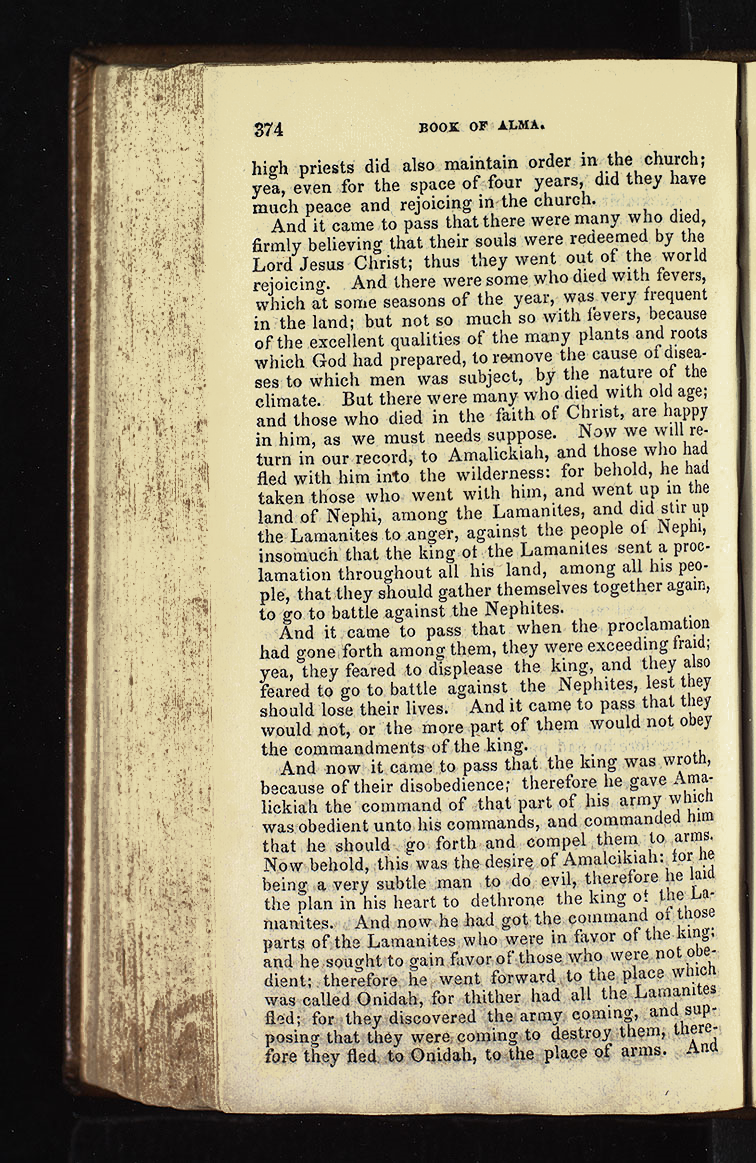 374 BOOK OF ALMA.
high priests did also maintain order in the church;
yea, even for the space of four years, did they have
much peace and rejoicing in the church.
And it came to pass that there were many who died,
firmly believing that their souls were redeemed by the
Lord Jesus Christ; thus they went out of the world
rejoicing. And there were some who died with fevers,
which at some seasons of the year, was very frequent
in the land; but not so much so with fevers, because
of the excellent qualities of the many plants and roots
which God had prepared, to remove the cause of disea-
ses to which men was subject, by the nature of the
climate. But there were many who died with old age;
and those who died in the faith of Christ, are happy
in him, as we must needs suppose. Now we will re-
turn in our record, to Amalickiah, and those who had
fled with him into the wilderness: for behold, he had
taken those who went with him, and went up in the
land of Nephi, among the Lamanites, and did stir up
the Lamanites to anger, against the people of Nephi,
insomuch that the king of the Lamanites sent a proc-
lamation throughout all his land, among all his peo-
ple, that they should gather themselves together again,
to go to battle against the Nephites.
And it came to pass that when the proclamation
had gone forth among them, they were exceeding fraid;
yea, they feared to displease the king, and they also
feared to go to battle against the Nephites, lest they
should lose their lives. And it came to pass that they
would not, or the more part of them would not obey
the commandments of the king.
And now it came to pass that the king was wroth,
because of their disobedience; therefore he gave Ama-
lickiah the command of that part of his army which
was obedient unto his commands, and commanded him
that he should go forth and compel them to arms.
Now behold, this was the desire of Amalcikiah: for he
being a very subtle man to do evil, therefore he laid
the plan in his heart to dethrone the king of the La-
manites. And now he had got the command of those
parts of the Lamanites who were in favor of the king;
and he sought to gain favor of those who were not obe-
dient; therefore he went forward to the place which
was called Onidah, for thither had all the Lamanites
fled; for they discovered the army coming, and sup-
posing that they were coming to destroy them, there-
fore they fled to Onidah, to the place of arms. And